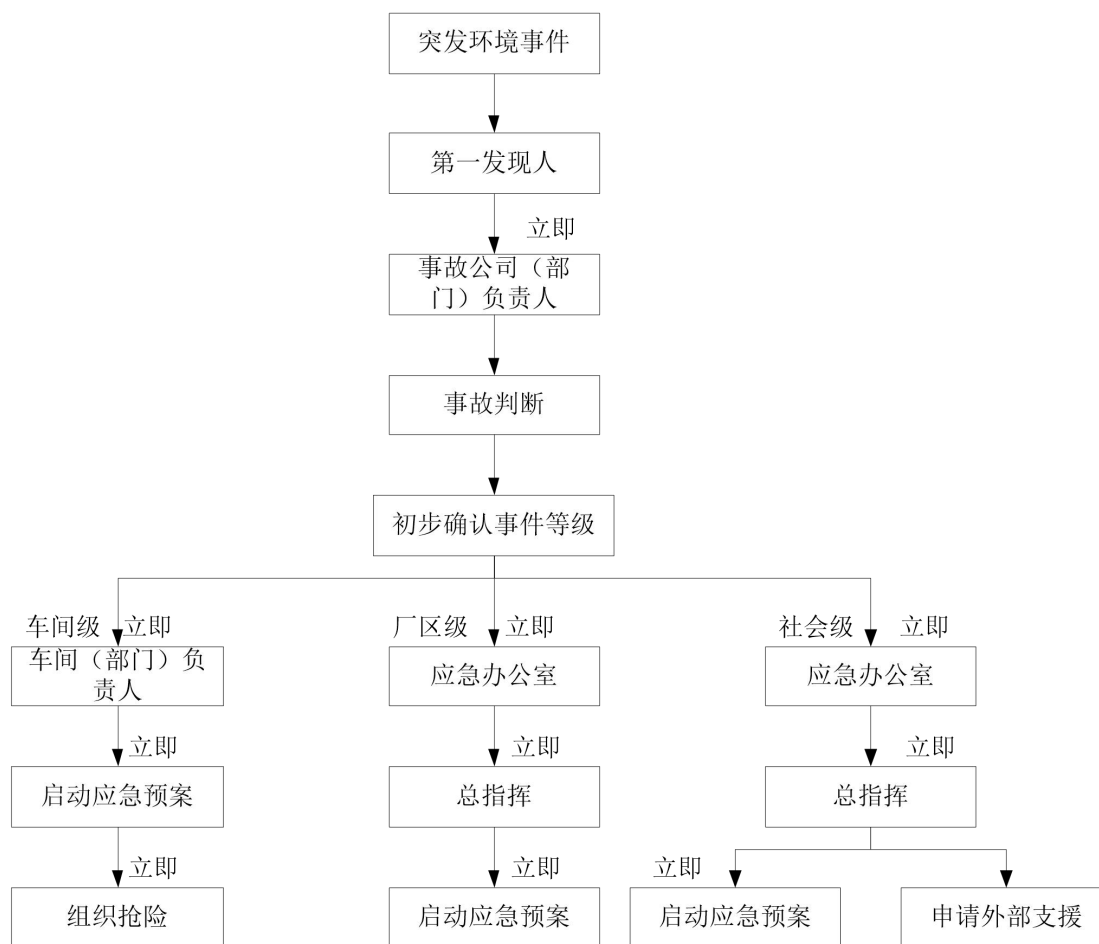 突发环境事件
第一发现人
立即
事故公司（部
门）负责人
事故判断
初步确认事件等级
车间级 立即
厂区级 立即
社会级 立即
车间（部门）负
责人
应急办公室
应急办公室
立即
立即
立即
启动应急预案
总指挥
总指挥
立即
立即
立即
组织抢险
启动应急预案
启动应急预案
申请外部支援